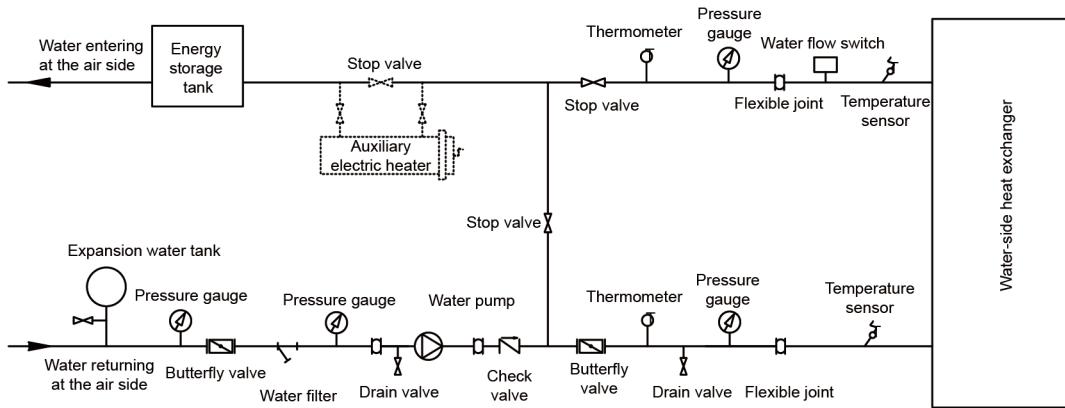 Water entering
at the air side
Energy
storage
tank
Stop valve
Auxiliary
electric heater
Thermometer
Pressure
gauge
Water flow switch
Stop valve
Flexible joint
Temperature
sensor
Water-side heat exchanger
Stop valve
Expansion water tank
Pressure gauge
Pressure gauge
Water pump
Thermometer
Pressure
gauge
Temperature
sensor
Water returning
at the air side
Butterfly valve
Water filter
Drain valve
Check
valve
Butterfly
valve
Drain valve
Flexible joint